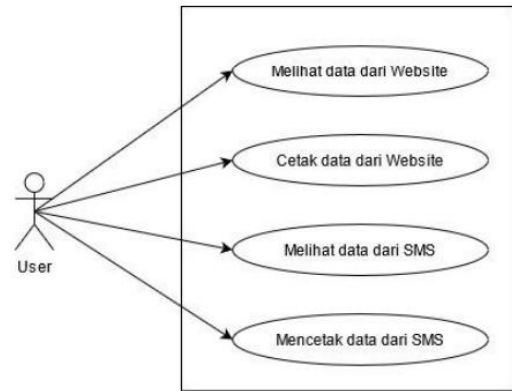 Melihat data dari Website
Cetak data dari Website
Melihat data dari SMS
Mencetak data dari SMS
User